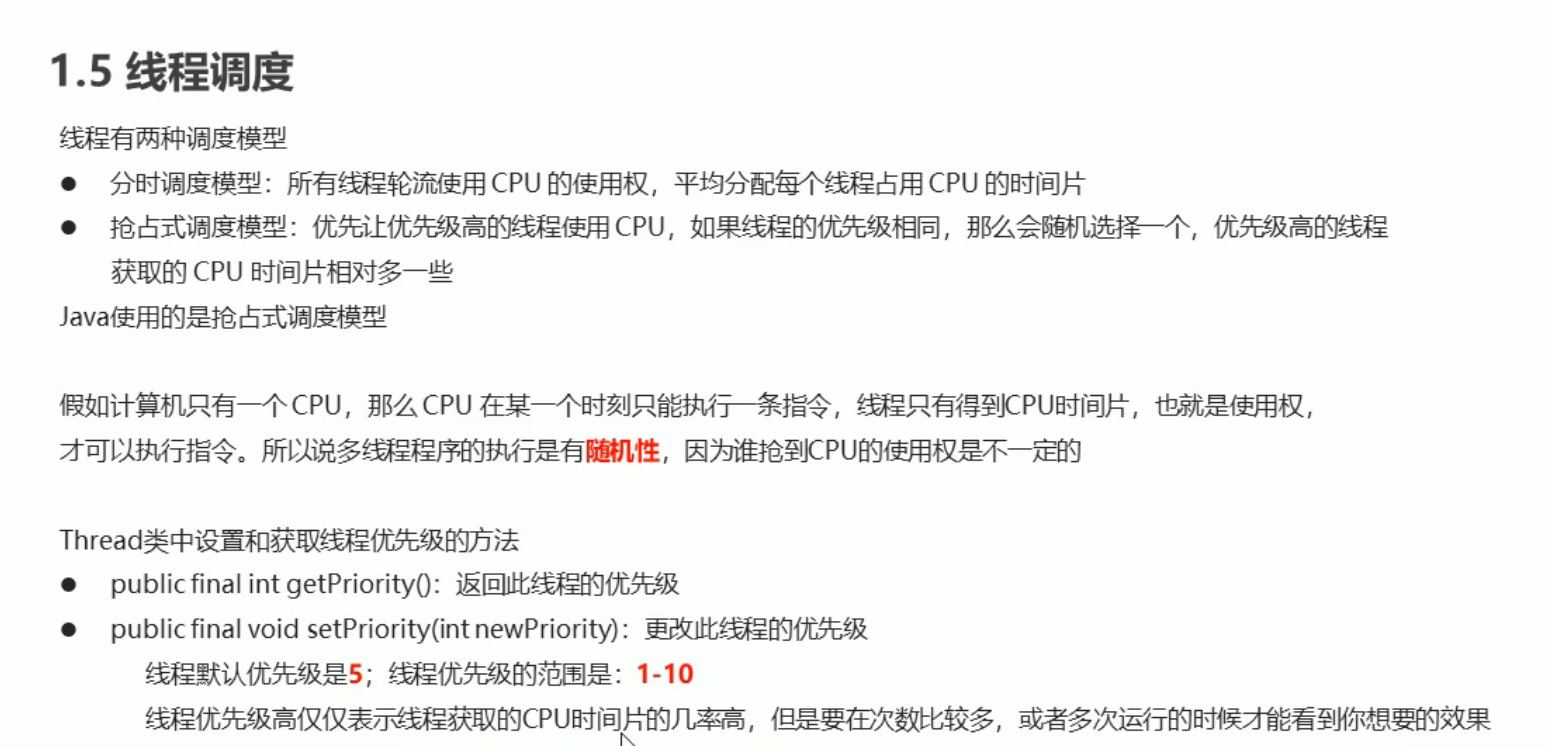 1.5 线程调度
线程有两种调度模型
● 分时调度模型：所有线程轮流使用 CPU 的使用权，平均分配每个线程占用 CPU 的时间片
● 抢占式调度模型：优先让优先级高的线程使用 CPU，如果线程的优先级相同，那么会随机选择一个，优先级高的线程
获取的 CPU 时间片相对多一些
Java使用的是抢占式调度模型
假如计算机只有一个 CPU，那么 CPU 在某一个时刻只能执行一条指令，线程只有得到CPU时间片，也就是使用权，
才可以执行指令。所以说多线程程序的执行是有随机性，因为谁抢到CPU的使用权是不一定的
Thread类中设置和获取线程优先级的方法
● public final int getPriority()：返回此线程的优先级
● public final void setPriority(int newPriority)：更改此线程的优先级
线程默认优先级是5；线程优先级的范围是：1-10
线程优先级高仅仅表示线程获取的CPU时间片的几率高，但是要在次数比较多，或者多次运行的时候才能看到你想要的效果